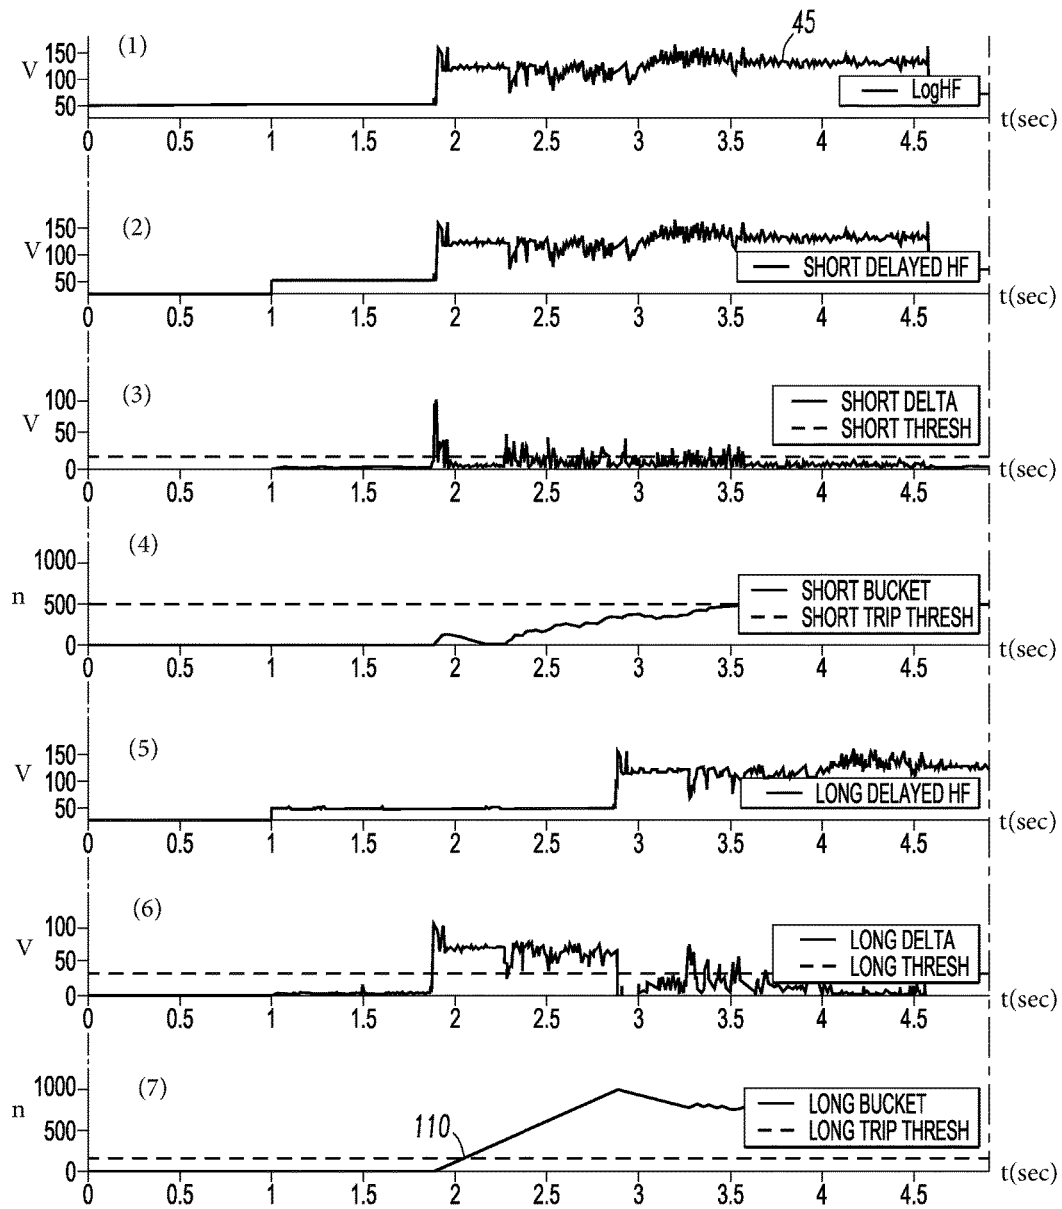 (1)
45
V
150
100
50
LogHF
0 0.5 1 1.5 2 2.5 3 3.5 4 4.5
t(sec)
(2)
V
150
100
50
SHORT DELAYED HF
0 0.5 1 1.5 2 2.5 3 3.5 4 4.5
t(sec)
(3)
V
100
50
0
SHORT DELTA
SHORT THRESH
0 0.5 1 1.5 2 2.5 3 3.5 4 4.5
t(sec)
(4)
n
1000
500
0
SHORT BUCKET
SHORT TRIP THRESH
0 0.5 1 1.5 2 2.5 3 3.5 4 4.5
t(sec)
(5)
V
150
100
50
LONG DELAYED HF
0 0.5 1 1.5 2 2.5 3 3.5 4 4.5
t(sec)
(6)
V
100
50
0
LONG DELTA
LONG THRESH
0 0.5 1 1.5 2 2.5 3 3.5 4 4.5
t(sec)
(7)
n
1000
500
0
110
LONG BUCKET
LONG TRIP THRESH
0 0.5 1 1.5 2 2.5 3 3.5 4 4.5
t(sec)